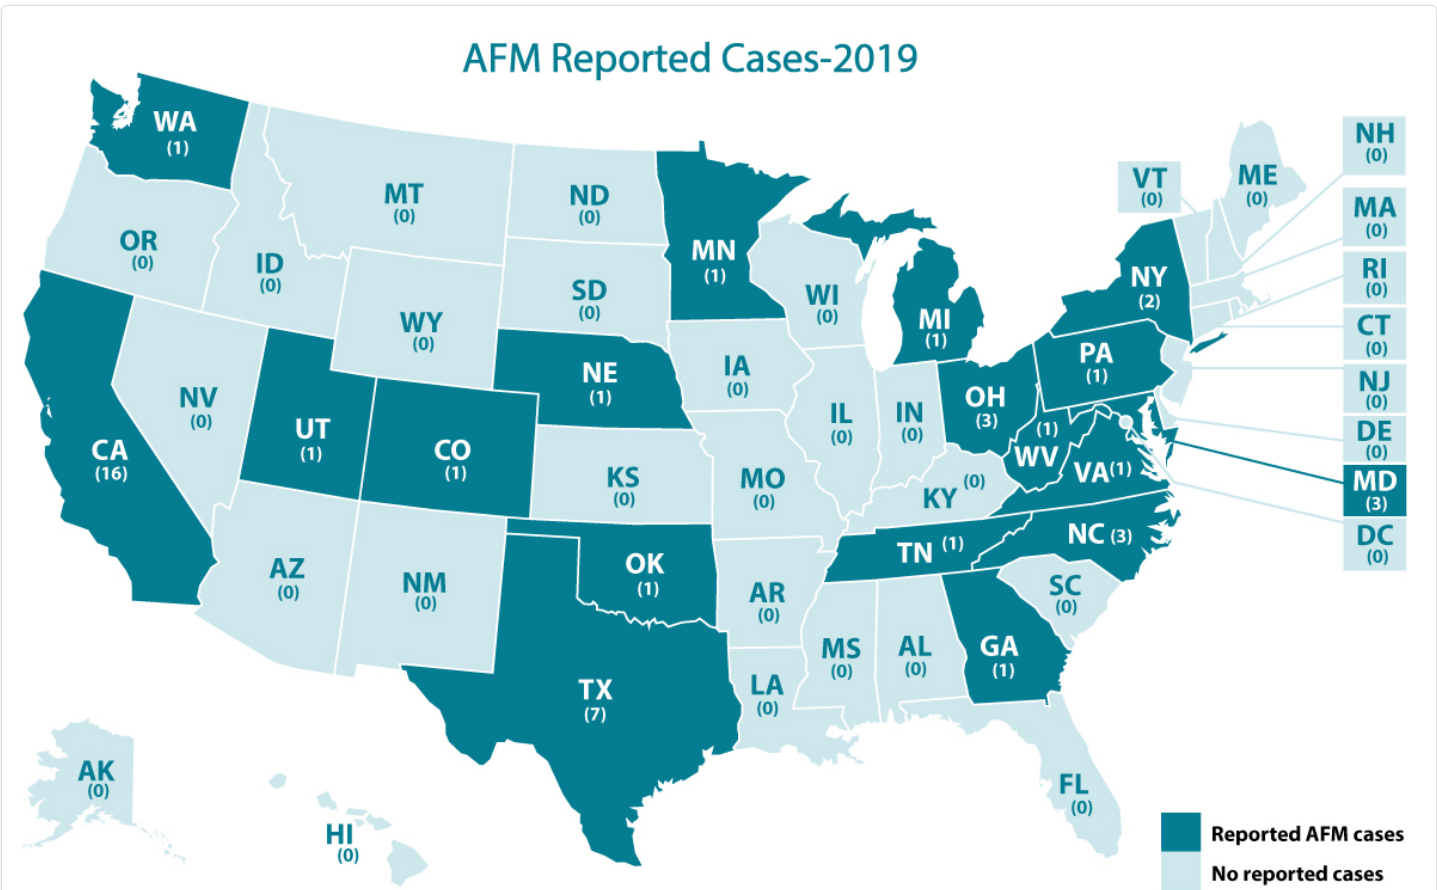 AFM Reported Cases-2019
WA
(1)
OR
(0)
ID
(0)
MT
(0)
ND
(0)
MN
(1)
SD
(0)
WI
(0)
MI
(1)
WY
(0)
NV
(0)
CA
(16)
UT
(1)
CO
(1)
NE
(1)
IA
(0)
IL
(0)
IN
(0)
OH
(3)
PA
(1)
NY
(2)
VT
(0)
ME
(0)
NH
(0)
MA
(0)
RI
(0)
CT
(0)
NJ
(0)
DE
(0)
MD
(3)
DC
(0)
(1)
WV
VA(1)
KS
(0)
MO
(0)
KY (0)
AZ
(0)
NM
(0)
OK
(1)
AR
(0)
TN (1)
NC (3)
SC
(0)
TX
(7)
LA
(0)
MS
(0)
AL
(0)
GA
(1)
FL
(0)
AK
(0)
HI
(0)
Reported AFM cases
No reported cases